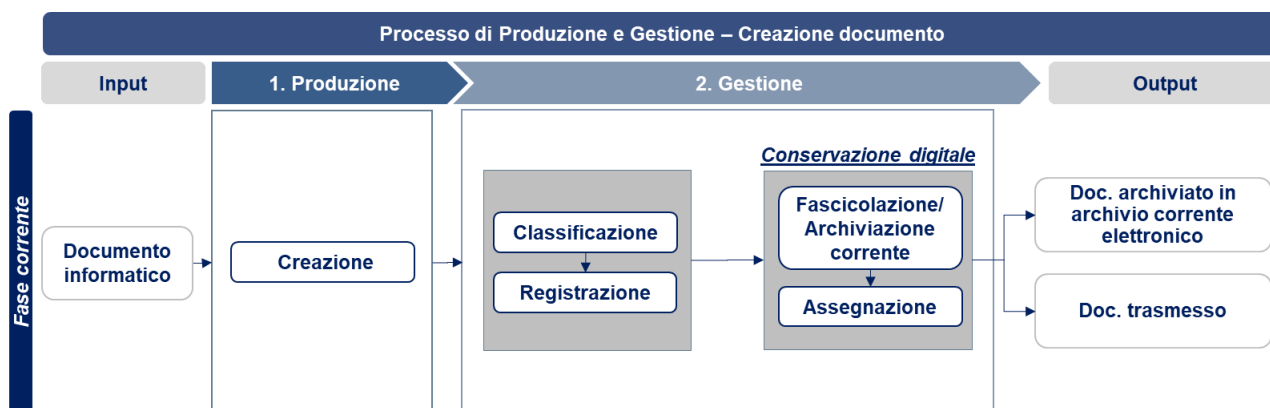 Processo di Produzione e Gestione – Creazione documento
Input
1. Produzione
2. Gestione
Output
Fase corrente
Documento
informatico
Creazione
Classificazione
Registrazione
Conservazione digitale
Fascicolazione/
Archiviazione
corrente
Assegnazione
Doc. archiviato in
archivio corrente
elettronico
Doc. trasmesso